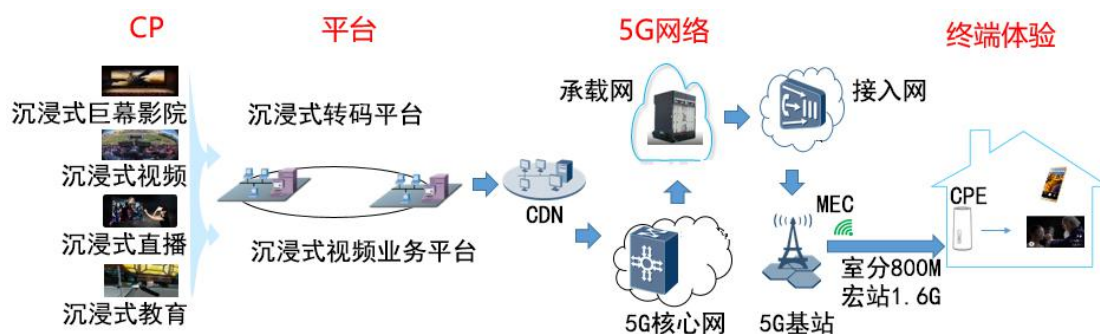 CP
平台
5G网络
终端体验
沉浸式巨幕影院
沉浸式视频
沉浸式直播
沉浸式教育
沉浸式转码平台
沉浸式视频业务平台
CDN
承载网
接入网
5G核心网
MEC
5G基站
室分800M
宏站1.6G
CPE